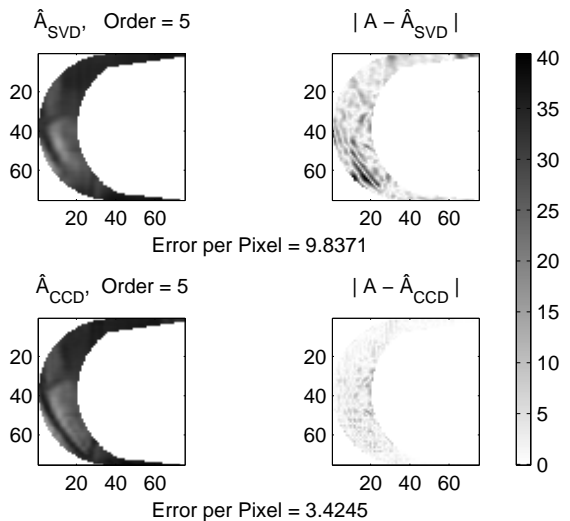 Â_SVD, Order = 5
| A − Â_SVD |
20
40
60
20 40 60
20
40
60
20 40 60
Error per Pixel = 9.8371
Â_CCD, Order = 5
| A − Â_CCD |
20
40
60
20 40 60
20
40
60
20 40 60
Error per Pixel = 3.4245
40
35
30
25
20
15
10
5
0